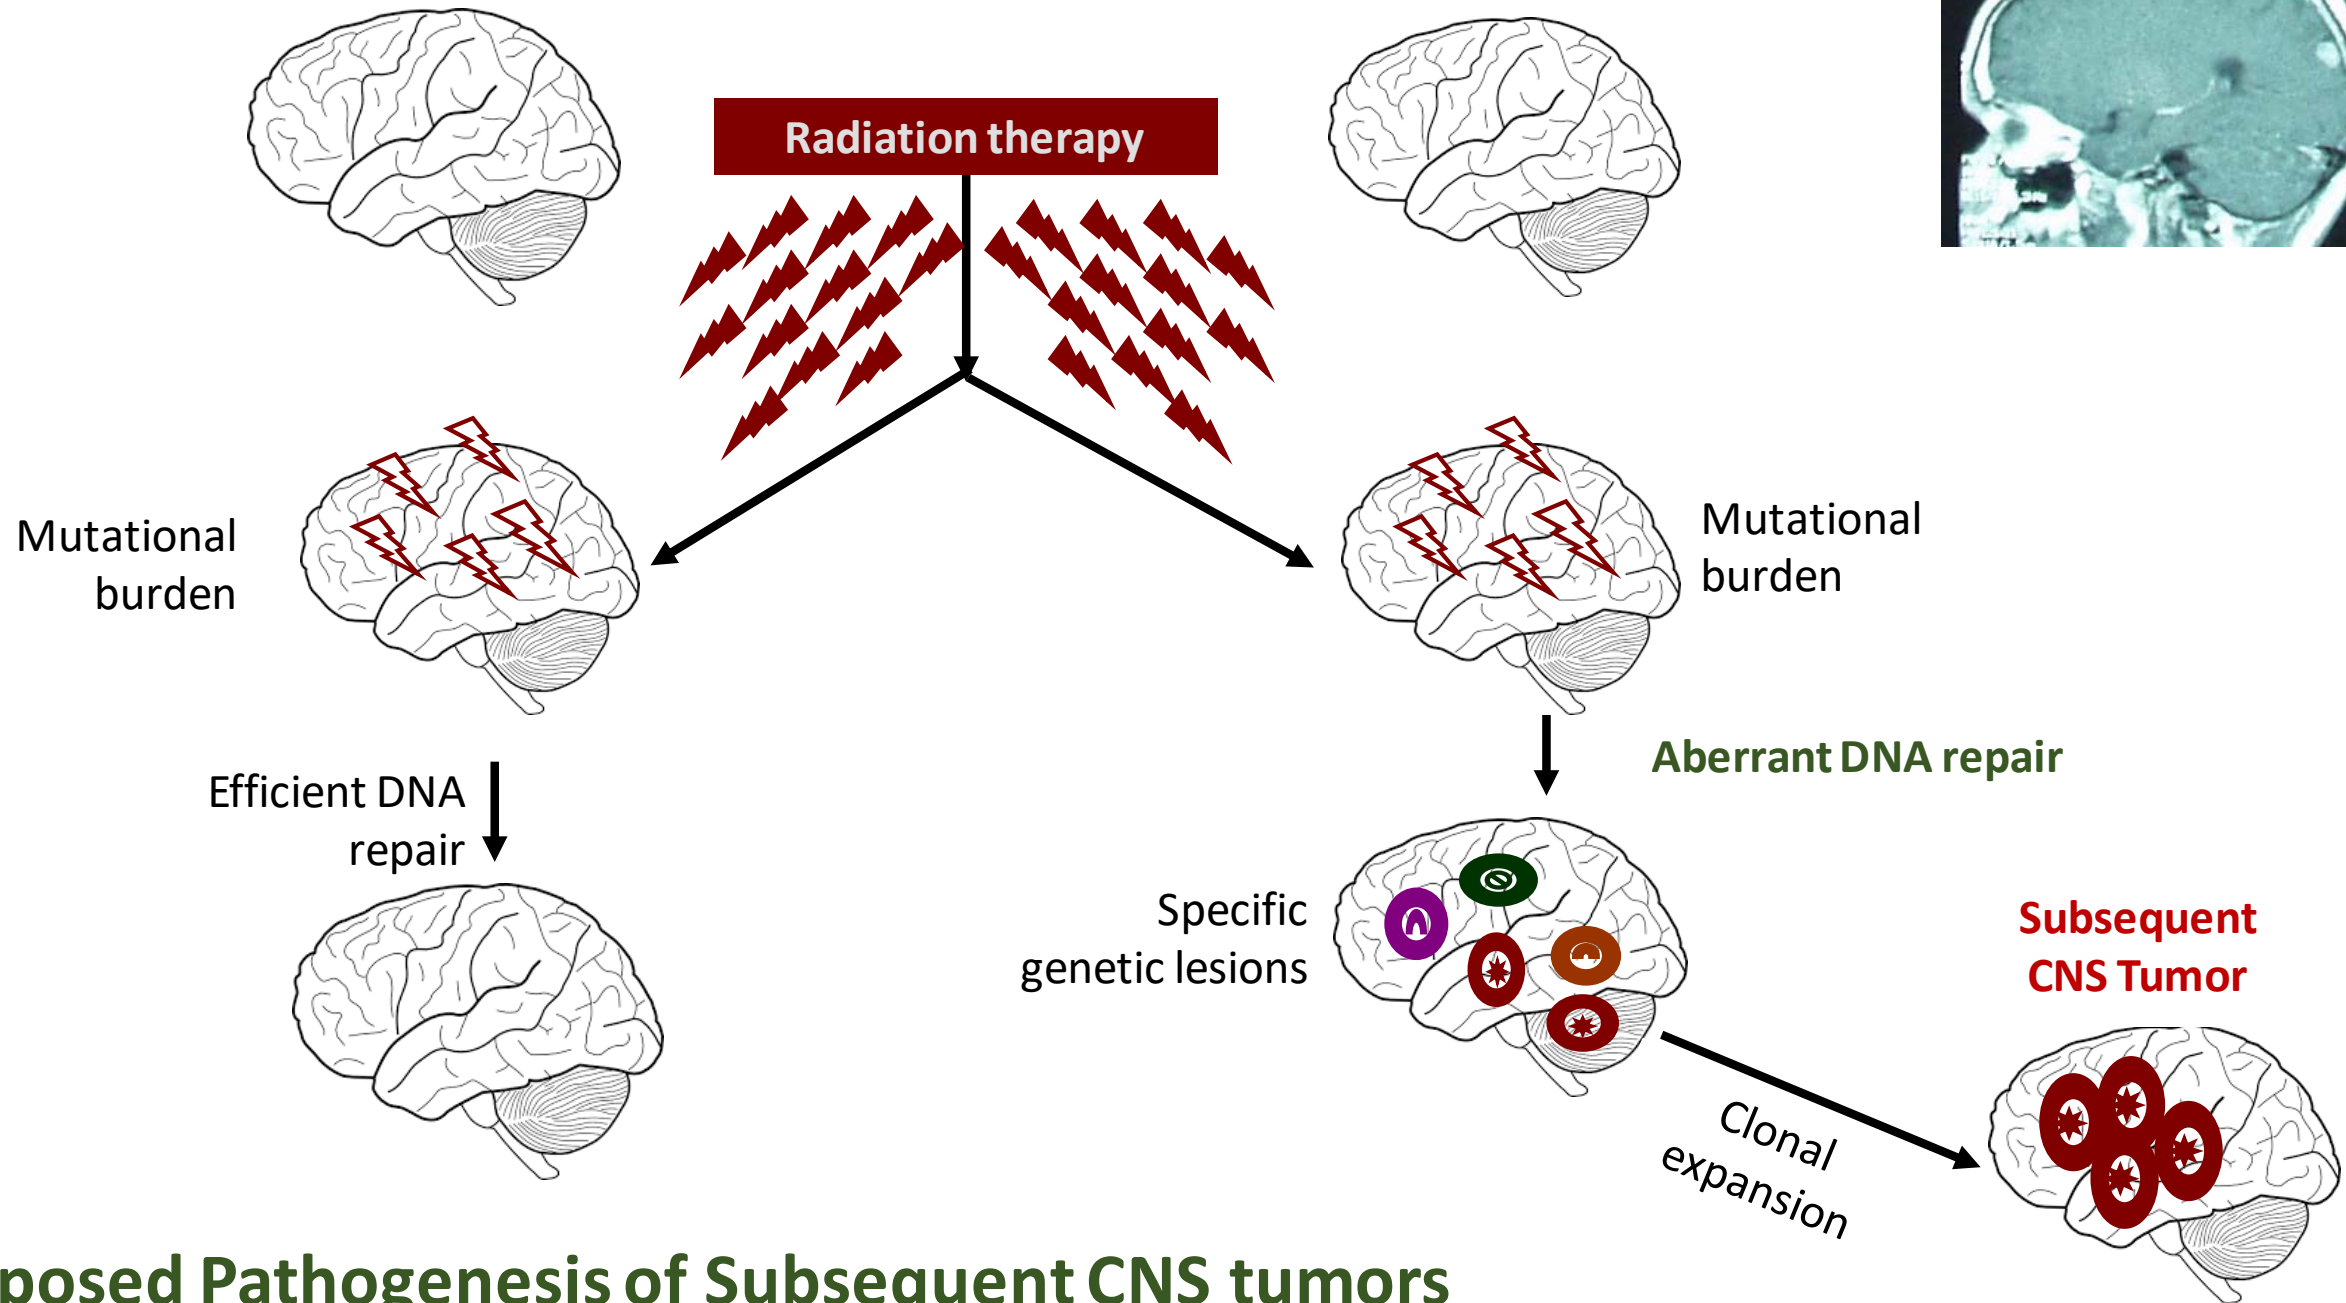 Radiation therapy
Mutational
burden
Mutational
burden
Efficient DNA
repair
Aberrant DNA repair
Specific
genetic lesions
Subsequent
CNS Tumor
Clonal
expansion
posed Pathogenesis of Subsequent CNS tumors